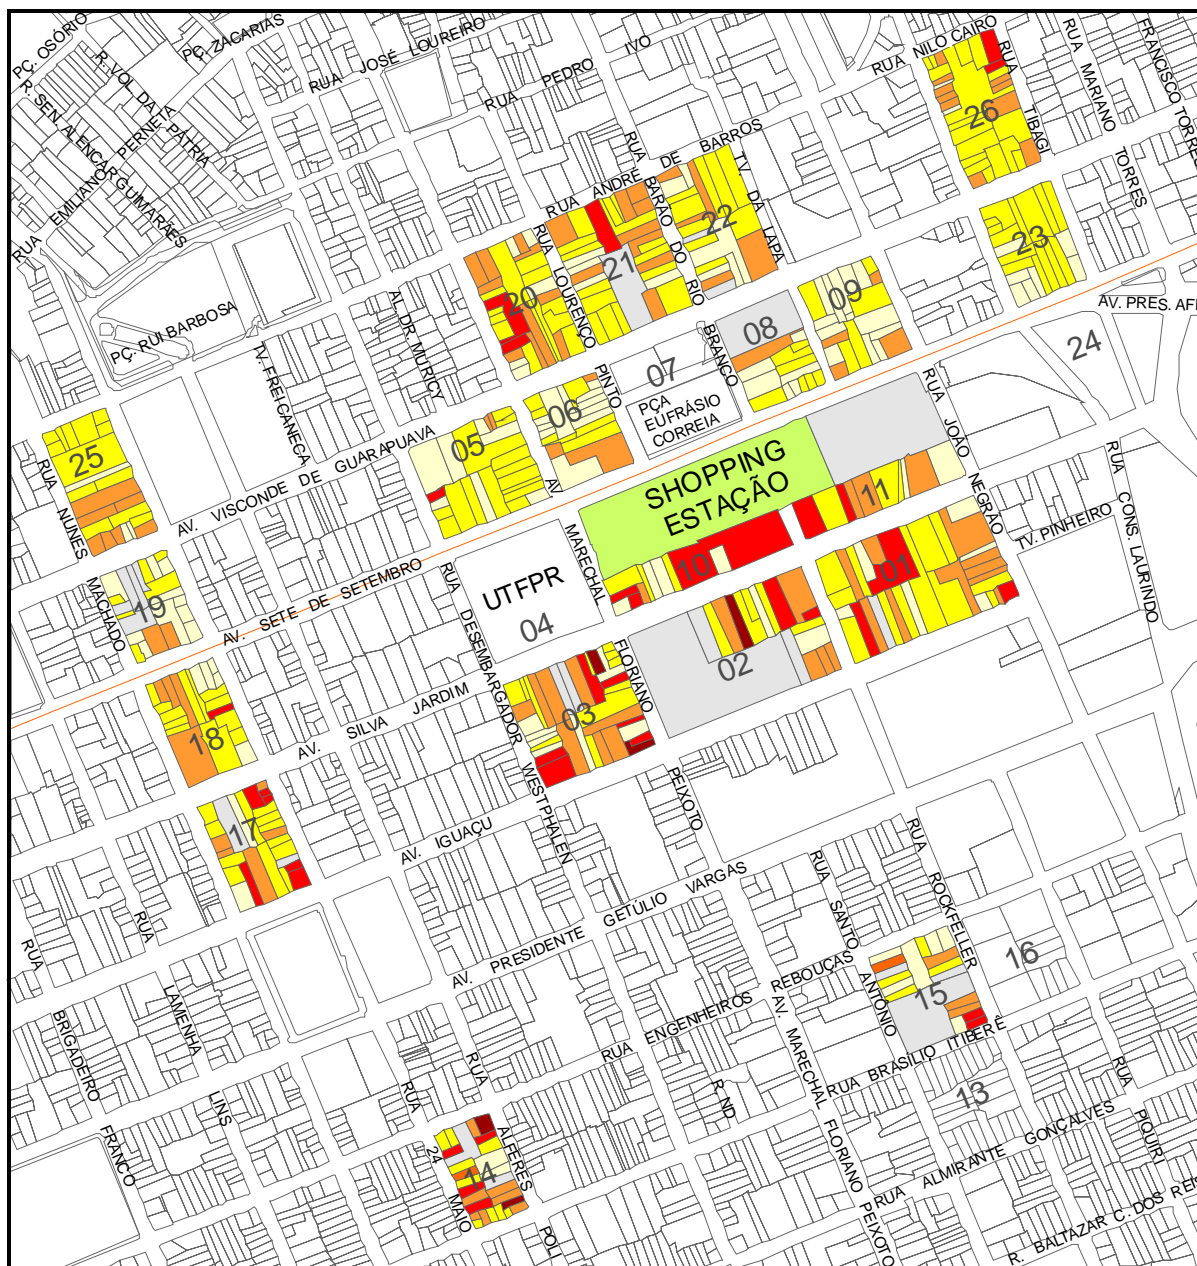 PÇ. OSÓRIO
PÇ. ZACARIAS
R. VOL. DA PÁTRIA
R. SEN. ALENCAR GUIMARÃES
RUA EMILIANO PERNETA
RUA JOSÉ LOUREIRO
RUA PEDRO IVO
RUA NILO CAIRO
RUA TIBAGI
RUA MARIANO TORRES
FRANCISCO TORRE
26
RUA ANDRÉ DE BARROS
RUA BARÃO DO RIO BRANCO
TV. DA LAPA
22
21
20
RUA LOURENÇO PINTO
23
PÇ. RUI BARBOSA
AL. DR. MURICY
TV. FREI CANECA
09
08
07
PÇA
EUFRÁSIO
CORREIA
AV. PRES. AF
24
06
05
25
RUA NUNES MACHADO
AV. VISCONDE DE GUARAPUAVA
AV. MARECHAL FLORIANO PEIXOTO
SHOPPING
ESTAÇÃO
RUA JOÃO NEGRÃO
11
10
01
TV. PINHEIRO
RUA CONS. LAURINDO
UTFPR
04
AV. SETE DE SETEMBRO
RUA DESEMBARGADOR WESTPHALEN
19
02
03
18
AV. SILVA JARDIM
17
AV. IGUAÇU
RUA ROCKFELLER
RUA SANTO ANTÔNIO
AV. PRESIDENTE GETÚLIO VARGAS
RUA ENGENHEIROS REBOUÇAS
16
15
RUA BRASÍLIO ITIBERÊ
13
AV. MARECHAL FLORIANO PEIXOTO
RUA BRIGADEIRO FRANCO
RUA LAMENHA LINS
RUA 24 MAIO
RUA ALFERES POLI
14
R. ND
RUA ALMIRANTE GONÇALVES
RUA PIQUIRI
R. BALTAZAR C. DOS REI